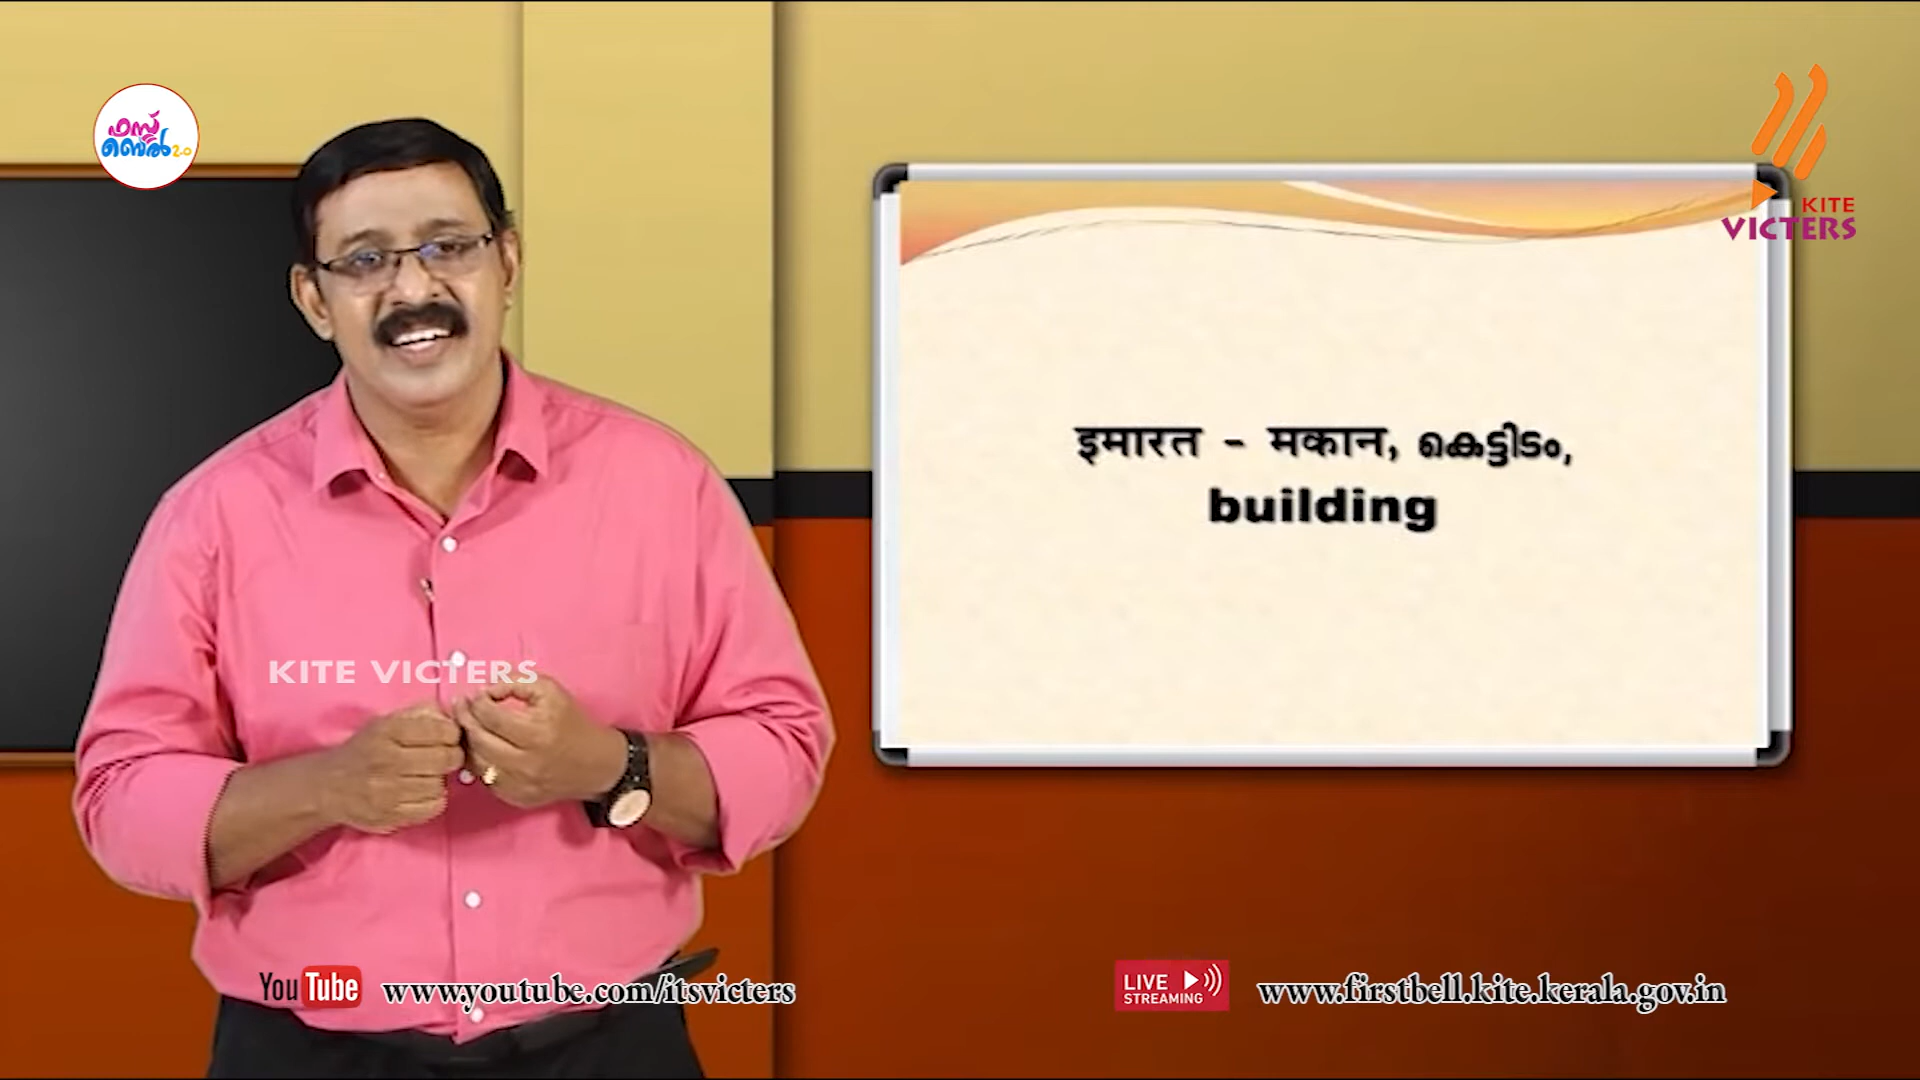 ഫസ്റ്റ്
ബെൽ 2.0
KITE
VICTERS
इमारत - मकान, കെട്ടിടം,
building
KITE VICTERS
YouTube www.youtube.com/itsvicters
LIVE
STREAMING
www.firstbell.kite.kerala.gov.in